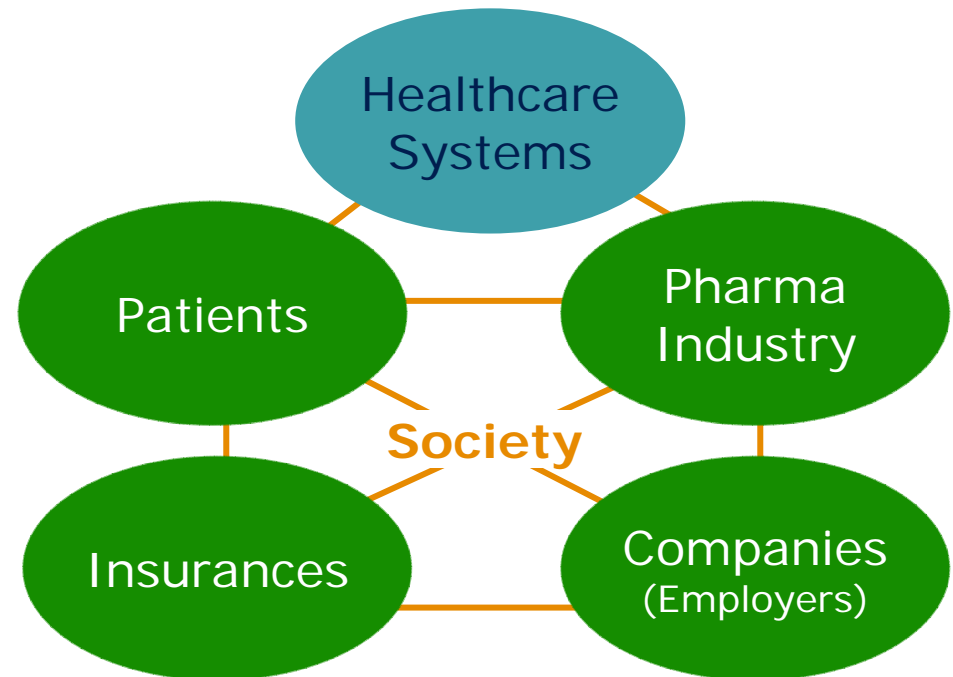 Healthcare
Systems
Patients
Pharma
Industry
Society
Insurances
Companies
(Employers)